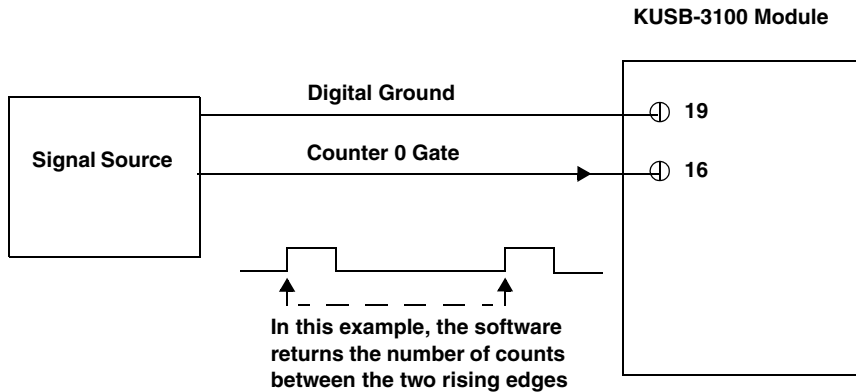 KUSB-3100 Module
Digital Ground
19
Signal Source
Counter 0 Gate
16
In this example, the software
returns the number of counts
between the two rising edges